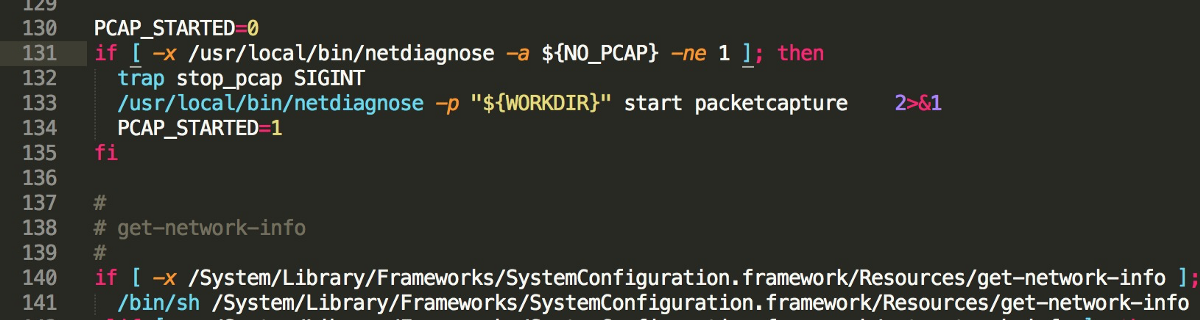 129
130 PCAP_STARTED=0
131 if [ -x /usr/local/bin/netdiagnose -a ${NO_PCAP} -ne 1 ]; then
132 trap stop_pcap SIGINT
133 /usr/local/bin/netdiagnose -p "${WORKDIR}" start packetcapture 2>&1
134 PCAP_STARTED=1
135 fi
136
137 #
138 # get-network-info
139 #
140 if [ -x /System/Library/Frameworks/SystemConfiguration.framework/Resources/get-network-info ];
141 /bin/sh /System/Library/Frameworks/SystemConfiguration.framework/Resources/get-network-info